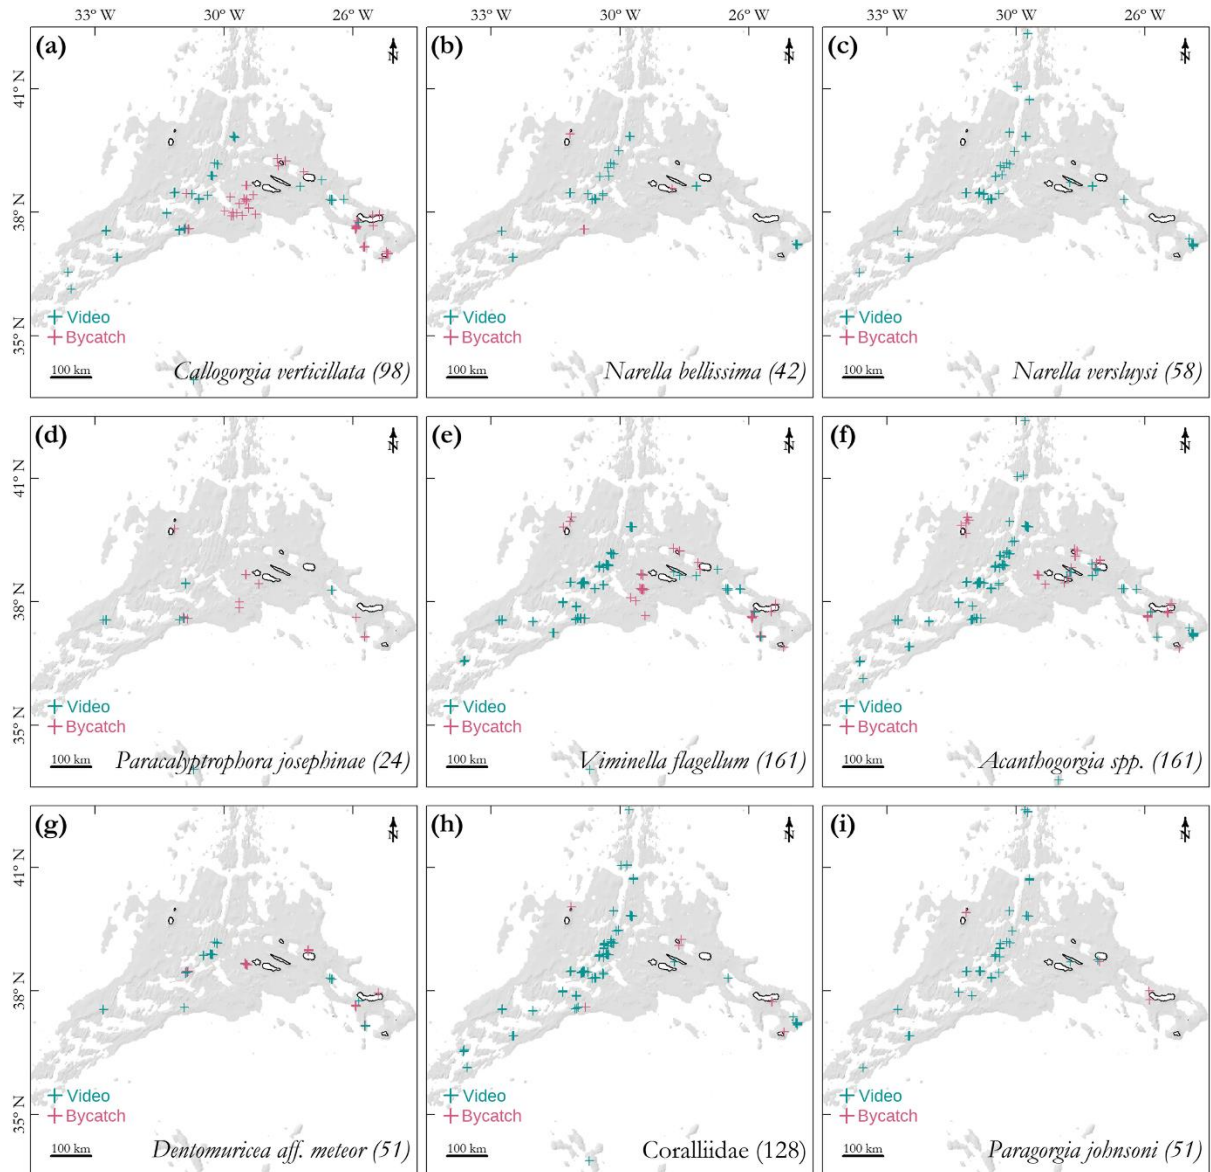 33° W 30° W 26° W 33° W 30° W 26° W 33° W 30° W 26° W
(a) N (b) N (c) N
41° N
38° N
35° N
Video Video Video
Bycatch Bycatch Bycatch
100 km Callogorgia verticillata (98) 100 km Narella bellissima (42) 100 km Narella versluysi (58)
(d) N (e) N (f) N
41° N
38° N
35° N
Video Video Video
Bycatch Bycatch Bycatch
100 km Paracalyptrophora josephinae (24) 100 km Viminella flagellum (161) 100 km Acanthogorgia spp. (161)
(g) N (h) N (i) N
41° N
38° N
35° N
Video Video Video
Bycatch Bycatch Bycatch
100 km Dentomuricea aff. meteor (51) 100 km Coralliidae (128) 100 km Paragorgia johnsoni (51)